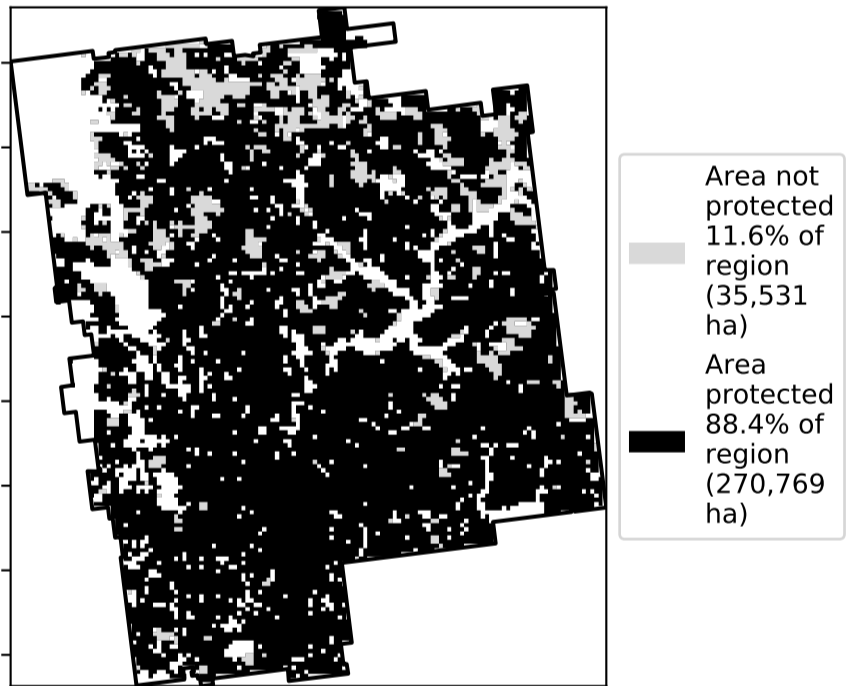 Area not
protected
11.6% of
region
(35,531
ha)
Area
protected
88.4% of
region
(270,769
ha)